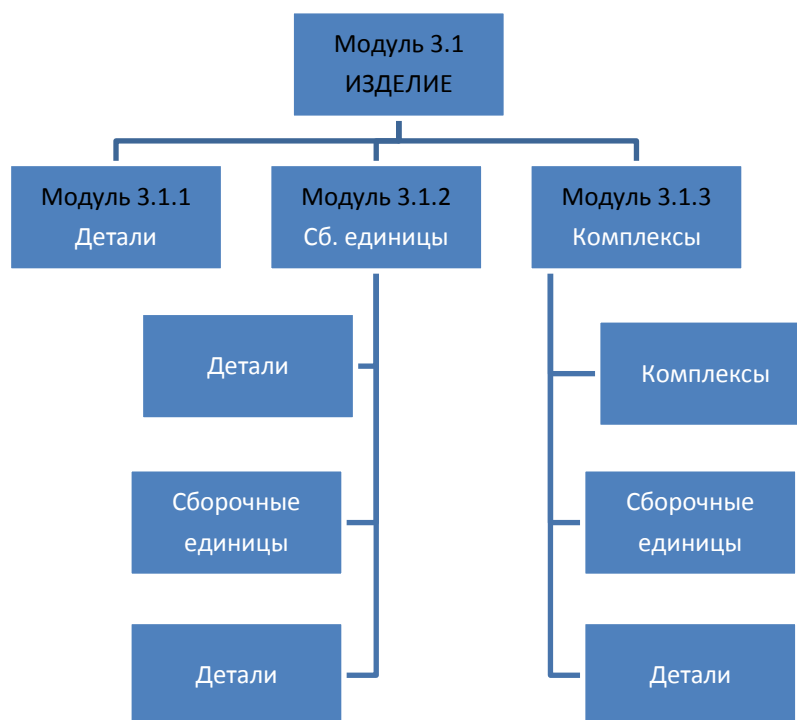 Модуль 3.1
ИЗДЕЛИЕ
Модуль 3.1.1
Детали
Модуль 3.1.2
Сб. единицы
Модуль 3.1.3
Комплексы
Детали
Сборочные
единицы
Детали
Комплексы
Сборочные
единицы
Детали